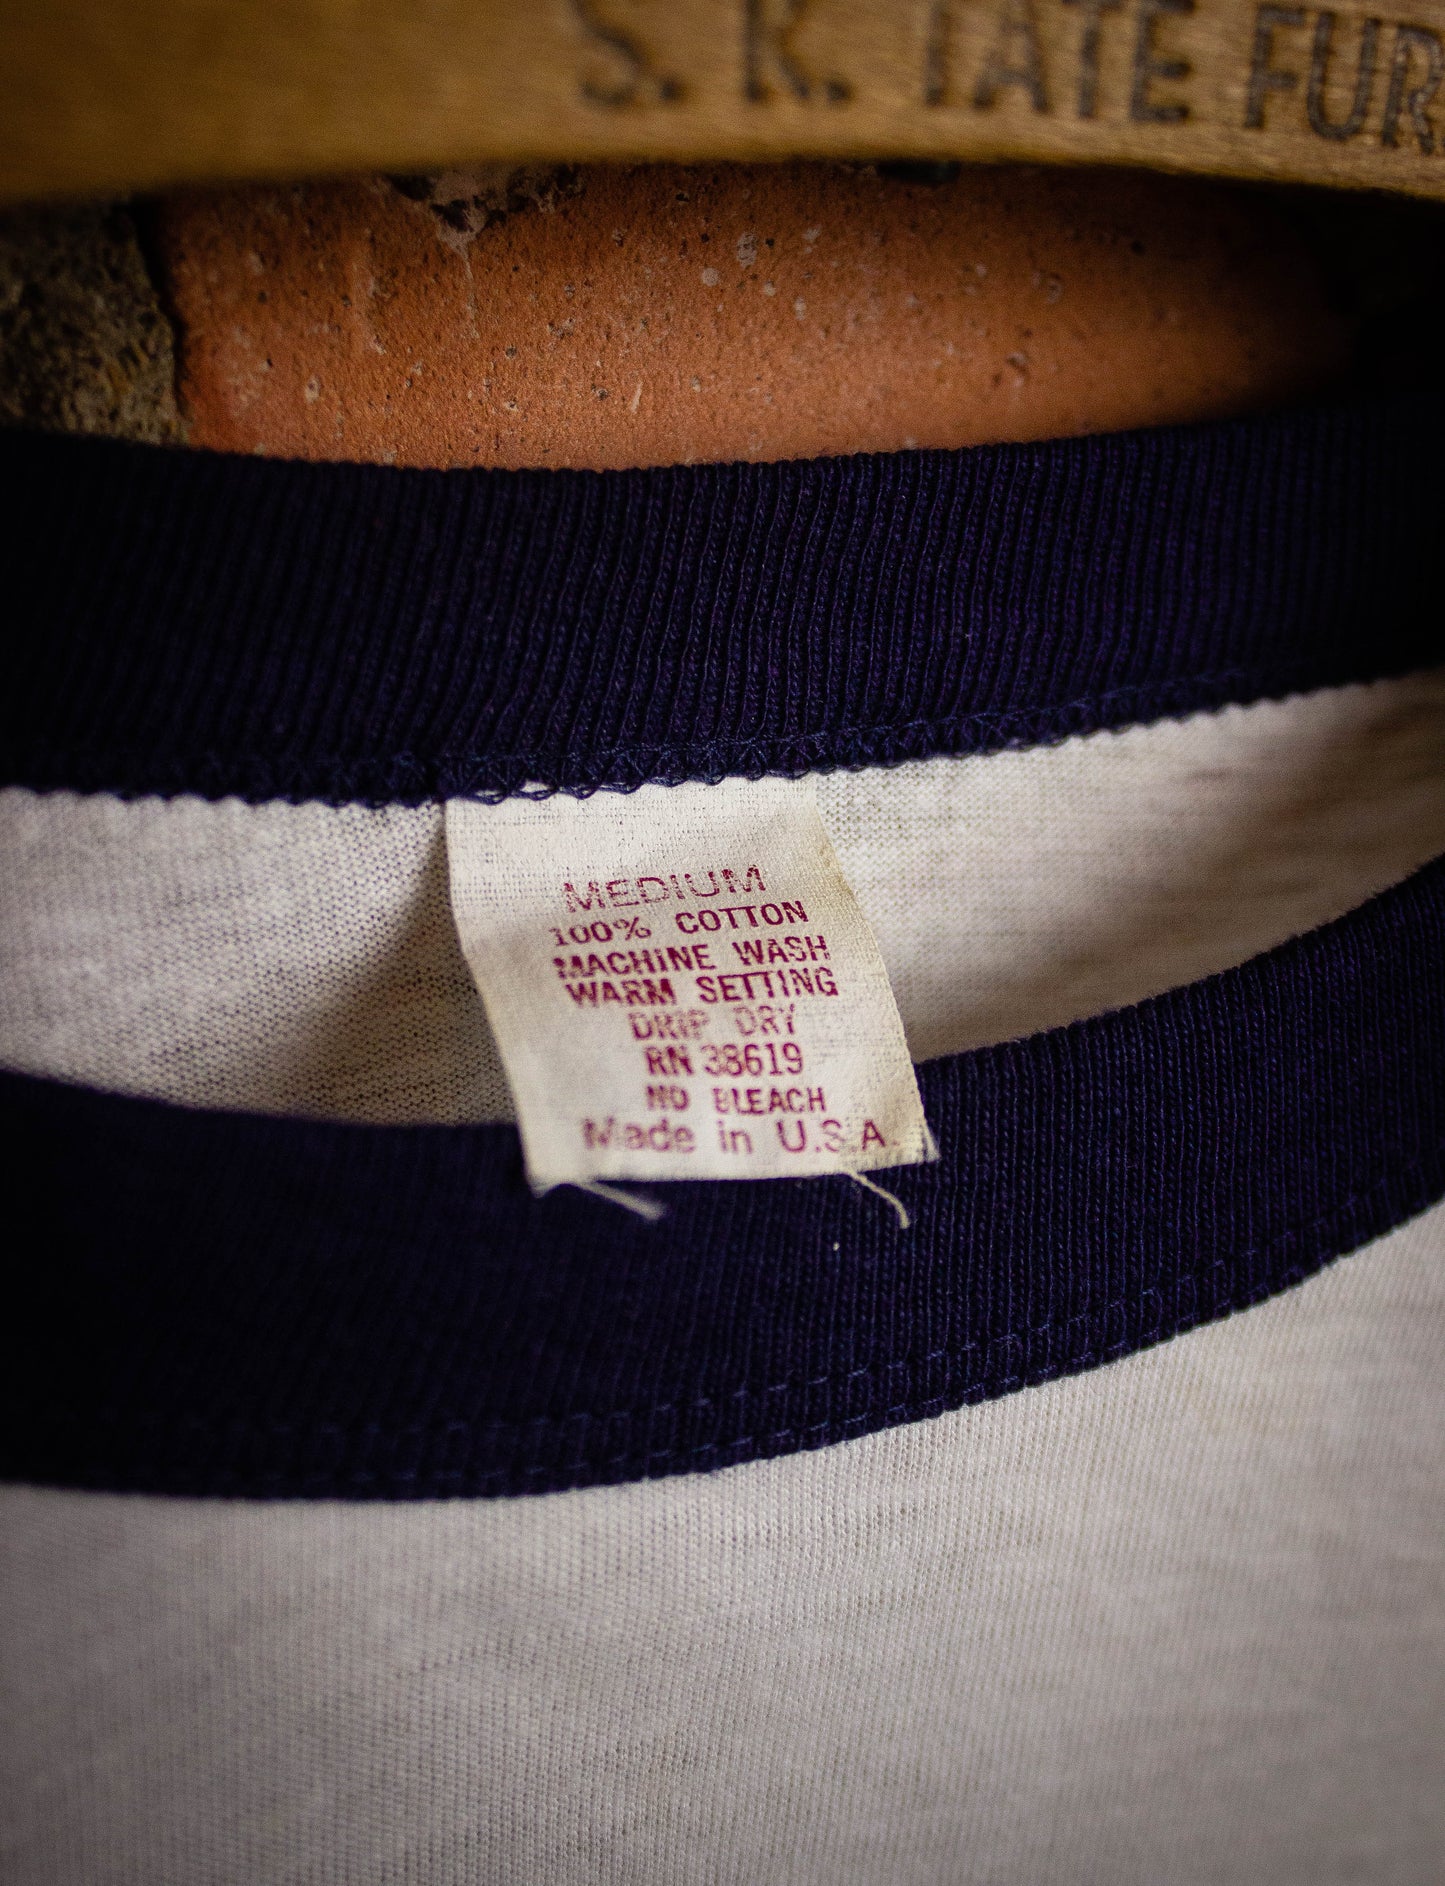 S. K. TATE FUR
MEDIUM
100% COTTON
MACHINE WASH
WARM SETTING
DRIP DRY
RN 38619
NO BLEACH
Made in U.S.A.